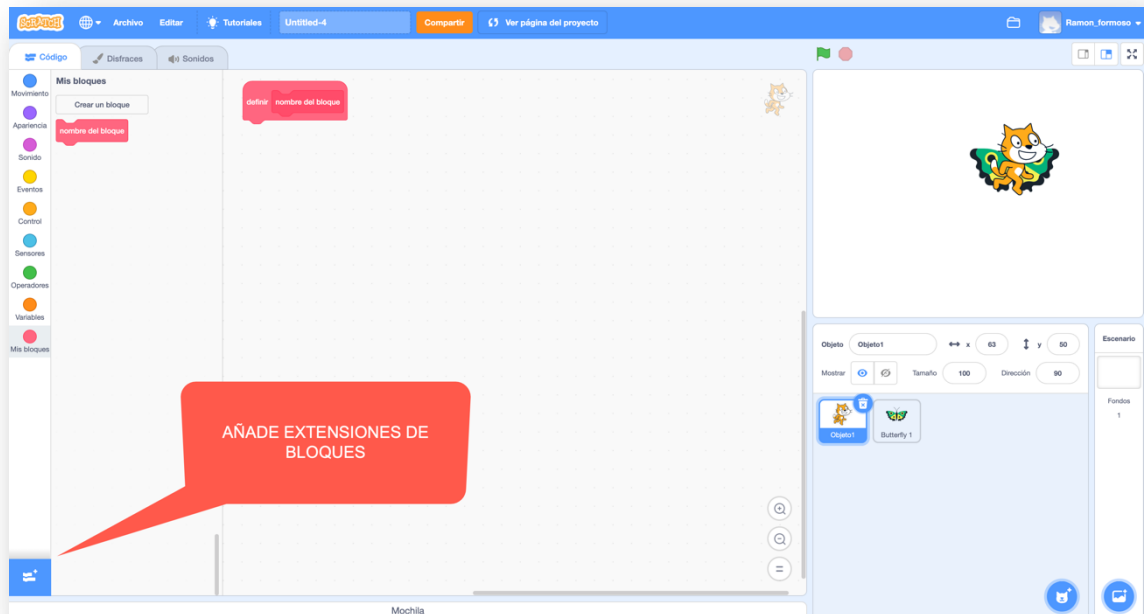 SCRATCH
Archivo
Editar
Tutoriales
Untitled-4
Compartir
Ver página del proyecto
Ramon_formoso
Código
Disfraces
Sonidos
Movimiento
Apariencia
Sonido
Eventos
Control
Sensores
Operadores
Variables
Mis bloques
Mis bloques
Crear un bloque
nombre del bloque
definir nombre del bloque
AÑADE EXTENSIONES DE
BLOQUES
Mochila
Objeto Objeto1 x 63 y 50
Mostrar Tamaño 100 Dirección 90
Objeto1
Butterfly 1
Escenario
Fondos
1